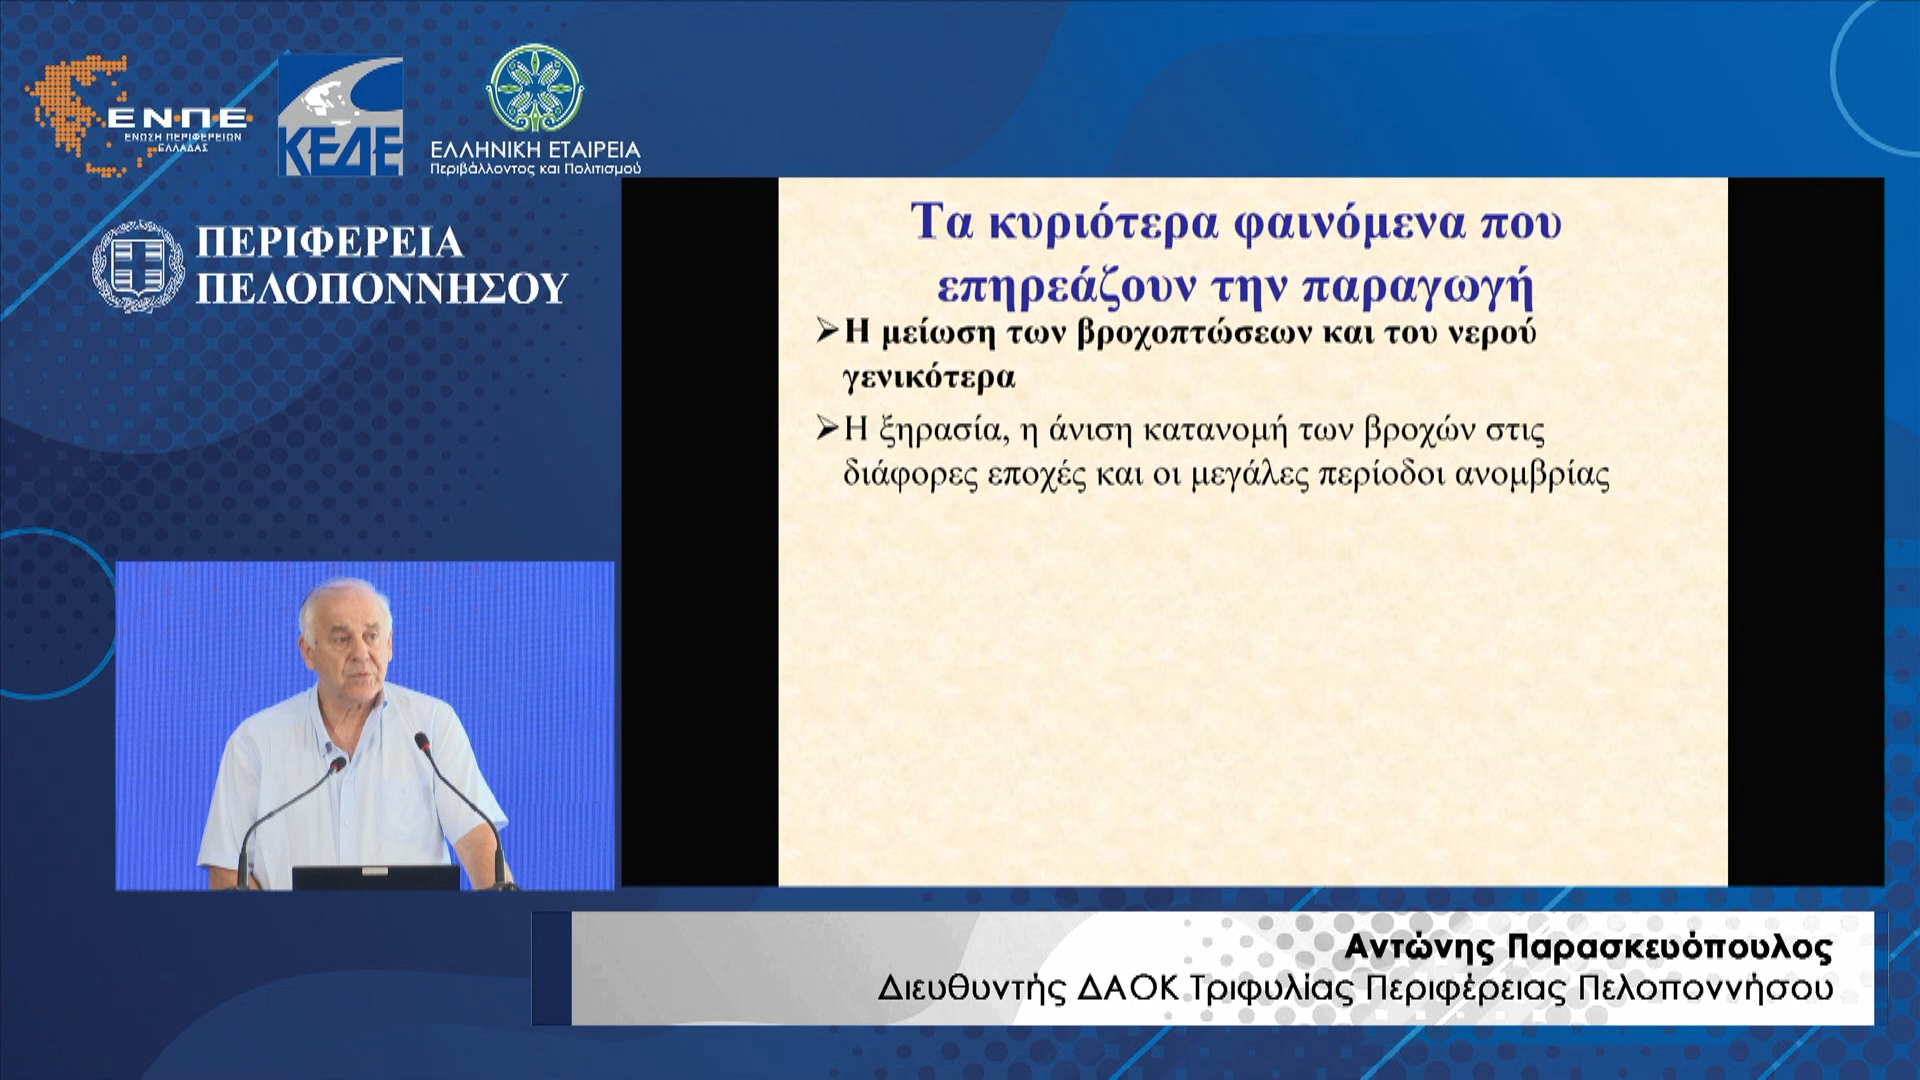 ΕΝΠΕ
ΕΝΩΣΗ ΠΕΡΙΦΕΡΕΙΩΝ
ΕΛΛΑΔΑΣ
ΚΕΔΕ
ΕΛΛΗΝΙΚΗ ΕΤΑΙΡΕΙΑ
Περιβάλλοντος και Πολιτισμού
ΠΕΡΙΦΕΡΕΙΑ
ΠΕΛΟΠΟΝΝΗΣΟΥ
Τα κυριότερα φαινόμενα που
επηρεάζουν την παραγωγή
➢Η μείωση των βροχοπτώσεων και του νερού
γενικότερα
➢Η ξηρασία, η άνιση κατανομή των βροχών στις
διάφορες εποχές και οι μεγάλες περίοδοι ανομβρίας
Αντώνης Παρασκευόπουλος
Διευθυντής ΔΑΟΚ Τριφυλίας Περιφέρειας Πελοποννήσου